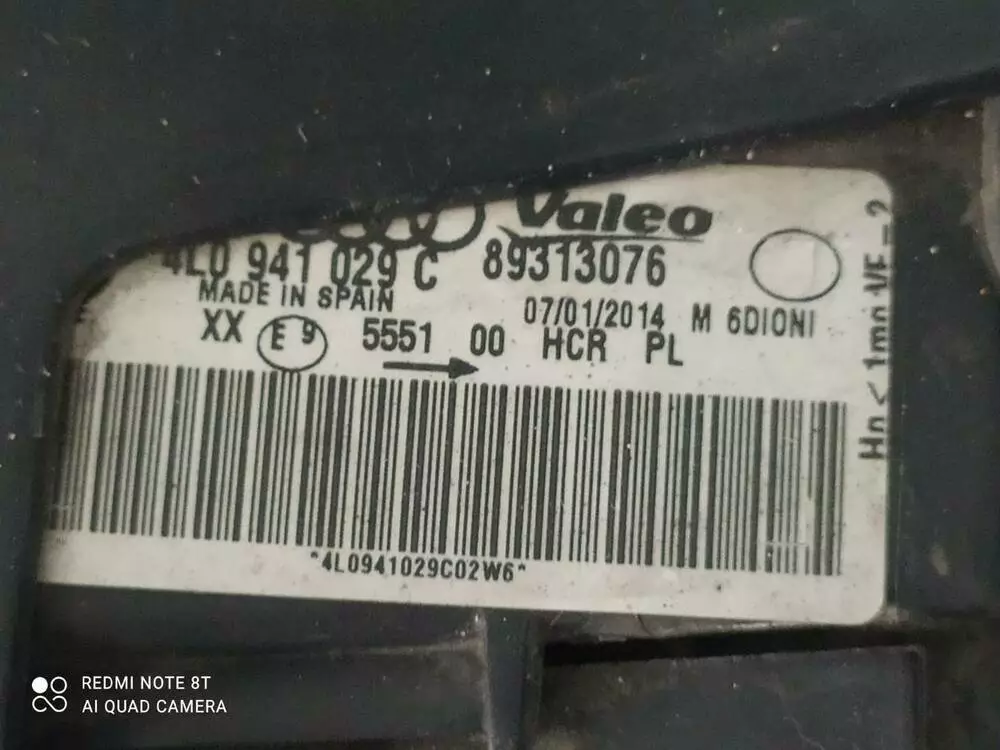 Valeo
4L0 941 029 C 89313076
MADE IN SPAIN 07/01/2014 M 6DIONI
XX E 9 5551 00 HCR PL
*4L0941029C02W6*
REDMI NOTE 8T
AI QUAD CAMERA